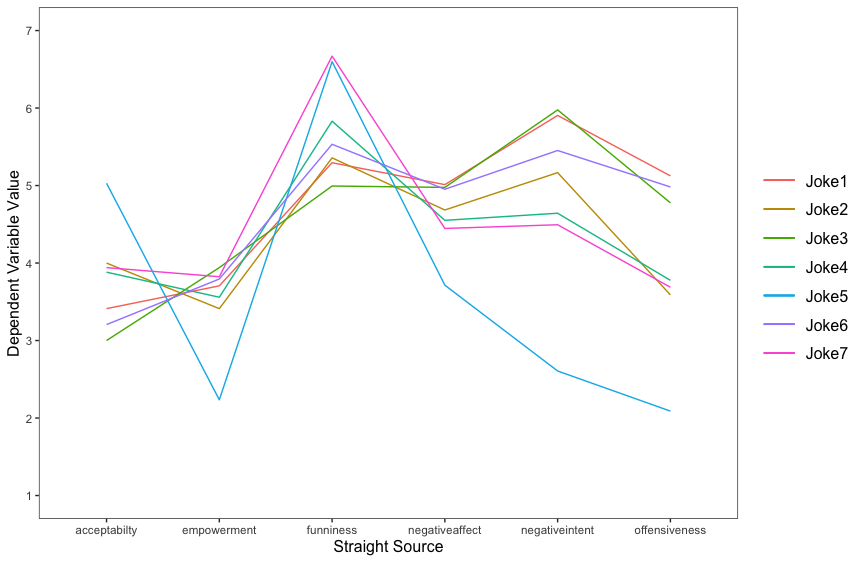 7
6
5
4
3
2
1
Dependent Variable Value
acceptabilty empowerment funniness negativeaffect negativeintent offensiveness
Straight Source
Joke1
Joke2
Joke3
Joke4
Joke5
Joke6
Joke7